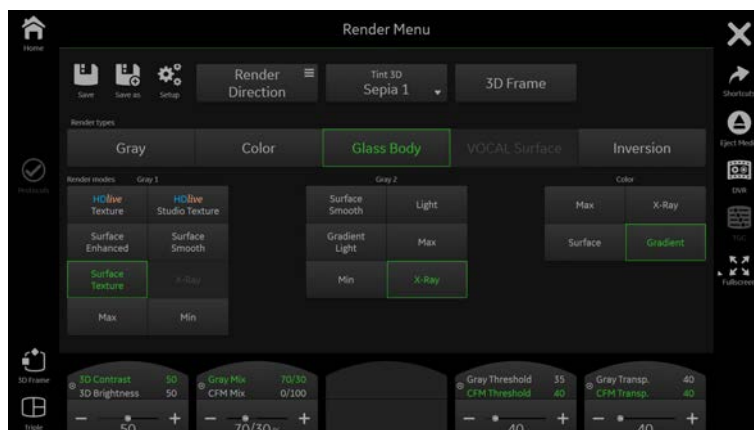 Render Menu
Home
Save
Save as
Setup
Render Direction
Tint 3D
Sepia 1
3D Frame
Shortcuts
Render types
Gray
Color
Glass Body
VOCAL Surface
Inversion
Eject Media
Protocols
DVR
Render modes
Gray 1
Gray 2
Color
HDlive Texture
HDlive Studio Texture
Surface Smooth
Light
Max
X-Ray
TGC
Surface Enhanced
Surface Smooth
Gradient Light
Max
Surface
Gradient
Surface Texture
X-Ray
Min
X-Ray
Fullscreen
Max
Min
3D Frame
3D Contrast 50
3D Brightness 50
Gray Mix 70/30
CFM Mix 0/100
Gray Threshold 35
CFM Threshold 40
Gray Transp. 40
CFM Transp. 40
Triple
− 50 +
− 70/30 +
− 40 +
− 40 +